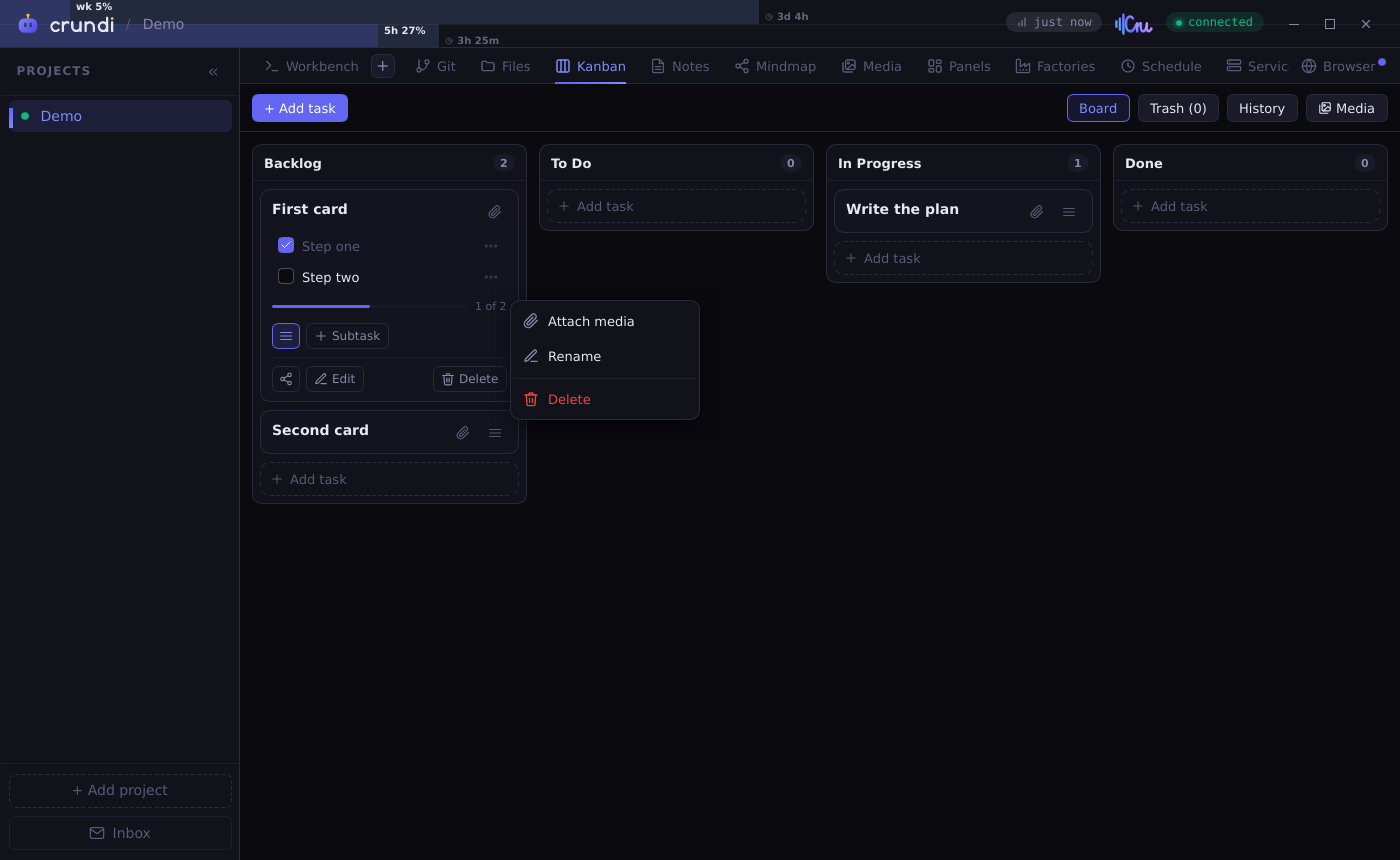 wk 5%
3d 4h
crundi / Demo
5h 27%
3h 25m
just now
Cru
connected
PROJECTS
Demo
+ Add project
Inbox
Workbench
+
Git
Files
Kanban
Notes
Mindmap
Media
Panels
Factories
Schedule
Servic
Browser
+ Add task
Board
Trash (0)
History
Media
Backlog 2
First card
Step one
Step two
1 of 2
+ Subtask
Edit
Delete
Second card
+ Add task
Attach media
Rename
Delete
To Do 0
+ Add task
In Progress 1
Write the plan
+ Add task
Done 0
+ Add task